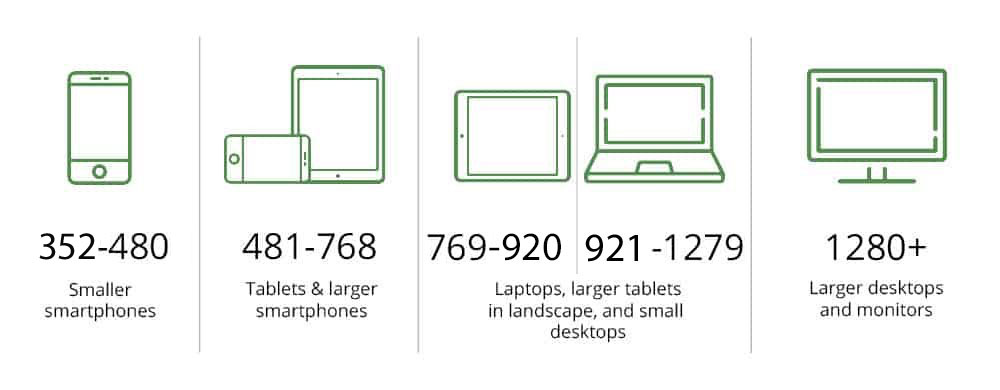 352-480
Smaller
smartphones
481-768
Tablets & larger
smartphones
769-920
921 -1279
Laptops, larger tablets
in landscape, and small
desktops
1280+
Larger desktops
and monitors